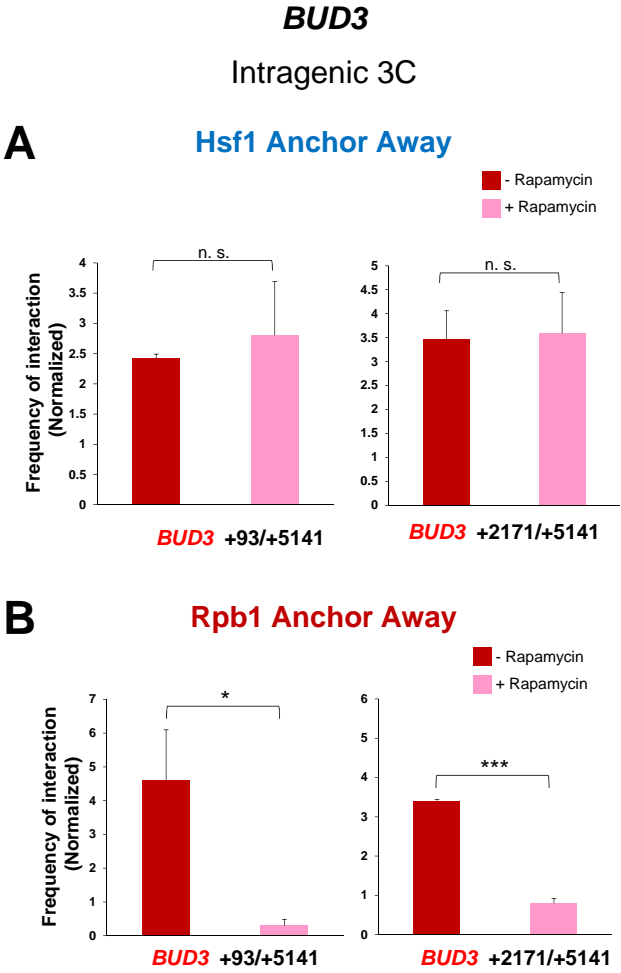 BUD3
Intragenic 3C
A
Hsf1 Anchor Away
- Rapamycin
+ Rapamycin
Frequency of interaction
(Normalized)
4
3.5
3
2.5
2
1.5
1
0.5
0
n. s.
BUD3 +93/+5141
5
4.5
4
3.5
3
2.5
2
1.5
1
0.5
0
n. s.
BUD3 +2171/+5141
B
Rpb1 Anchor Away
- Rapamycin
+ Rapamycin
Frequency of interaction
(Normalized)
7
6
5
4
3
2
1
0
*
BUD3 +93/+5141
6
5
4
3
2
1
0
***
BUD3 +2171/+5141